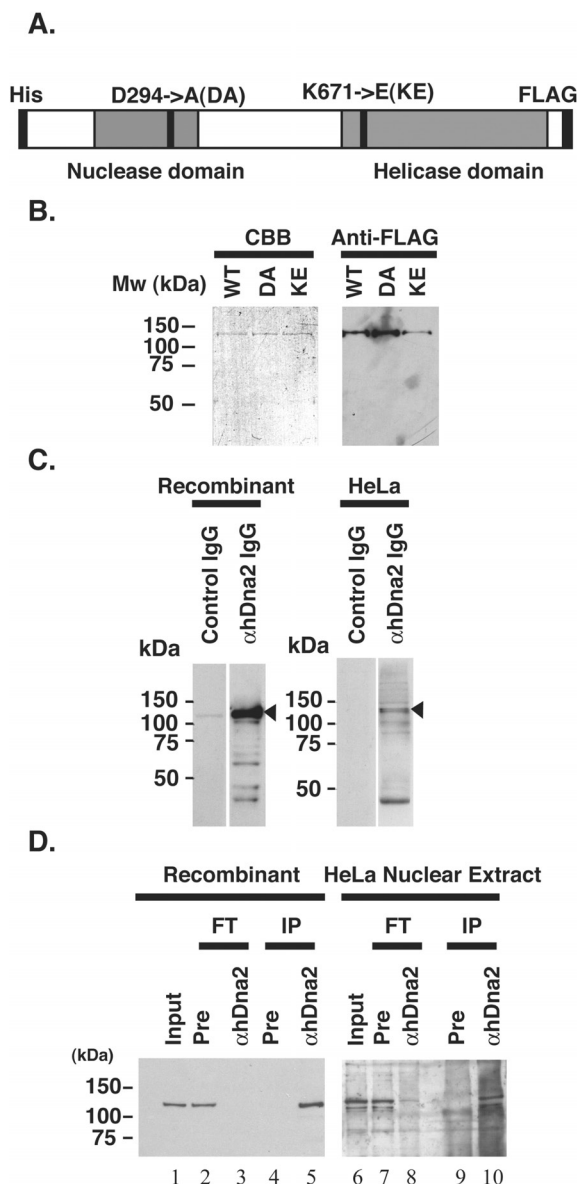 A.
His D294->A(DA) K671->E(KE) FLAG
Nuclease domain Helicase domain
B.
CBB Anti-FLAG
Mw (kDa) WT DA KE WT DA KE
150
100
75
50
C.
Recombinant HeLa
Control IgG αhDna2 IgG Control IgG αhDna2 IgG
kDa kDa
150 150
100 100
75 75
50 50
D.
Recombinant HeLa Nuclear Extract
FT IP FT IP
Input Pre αhDna2 Pre αhDna2 Input Pre αhDna2 Pre αhDna2
(kDa)
150
100
75
1 2 3 4 5 6 7 8 9 10